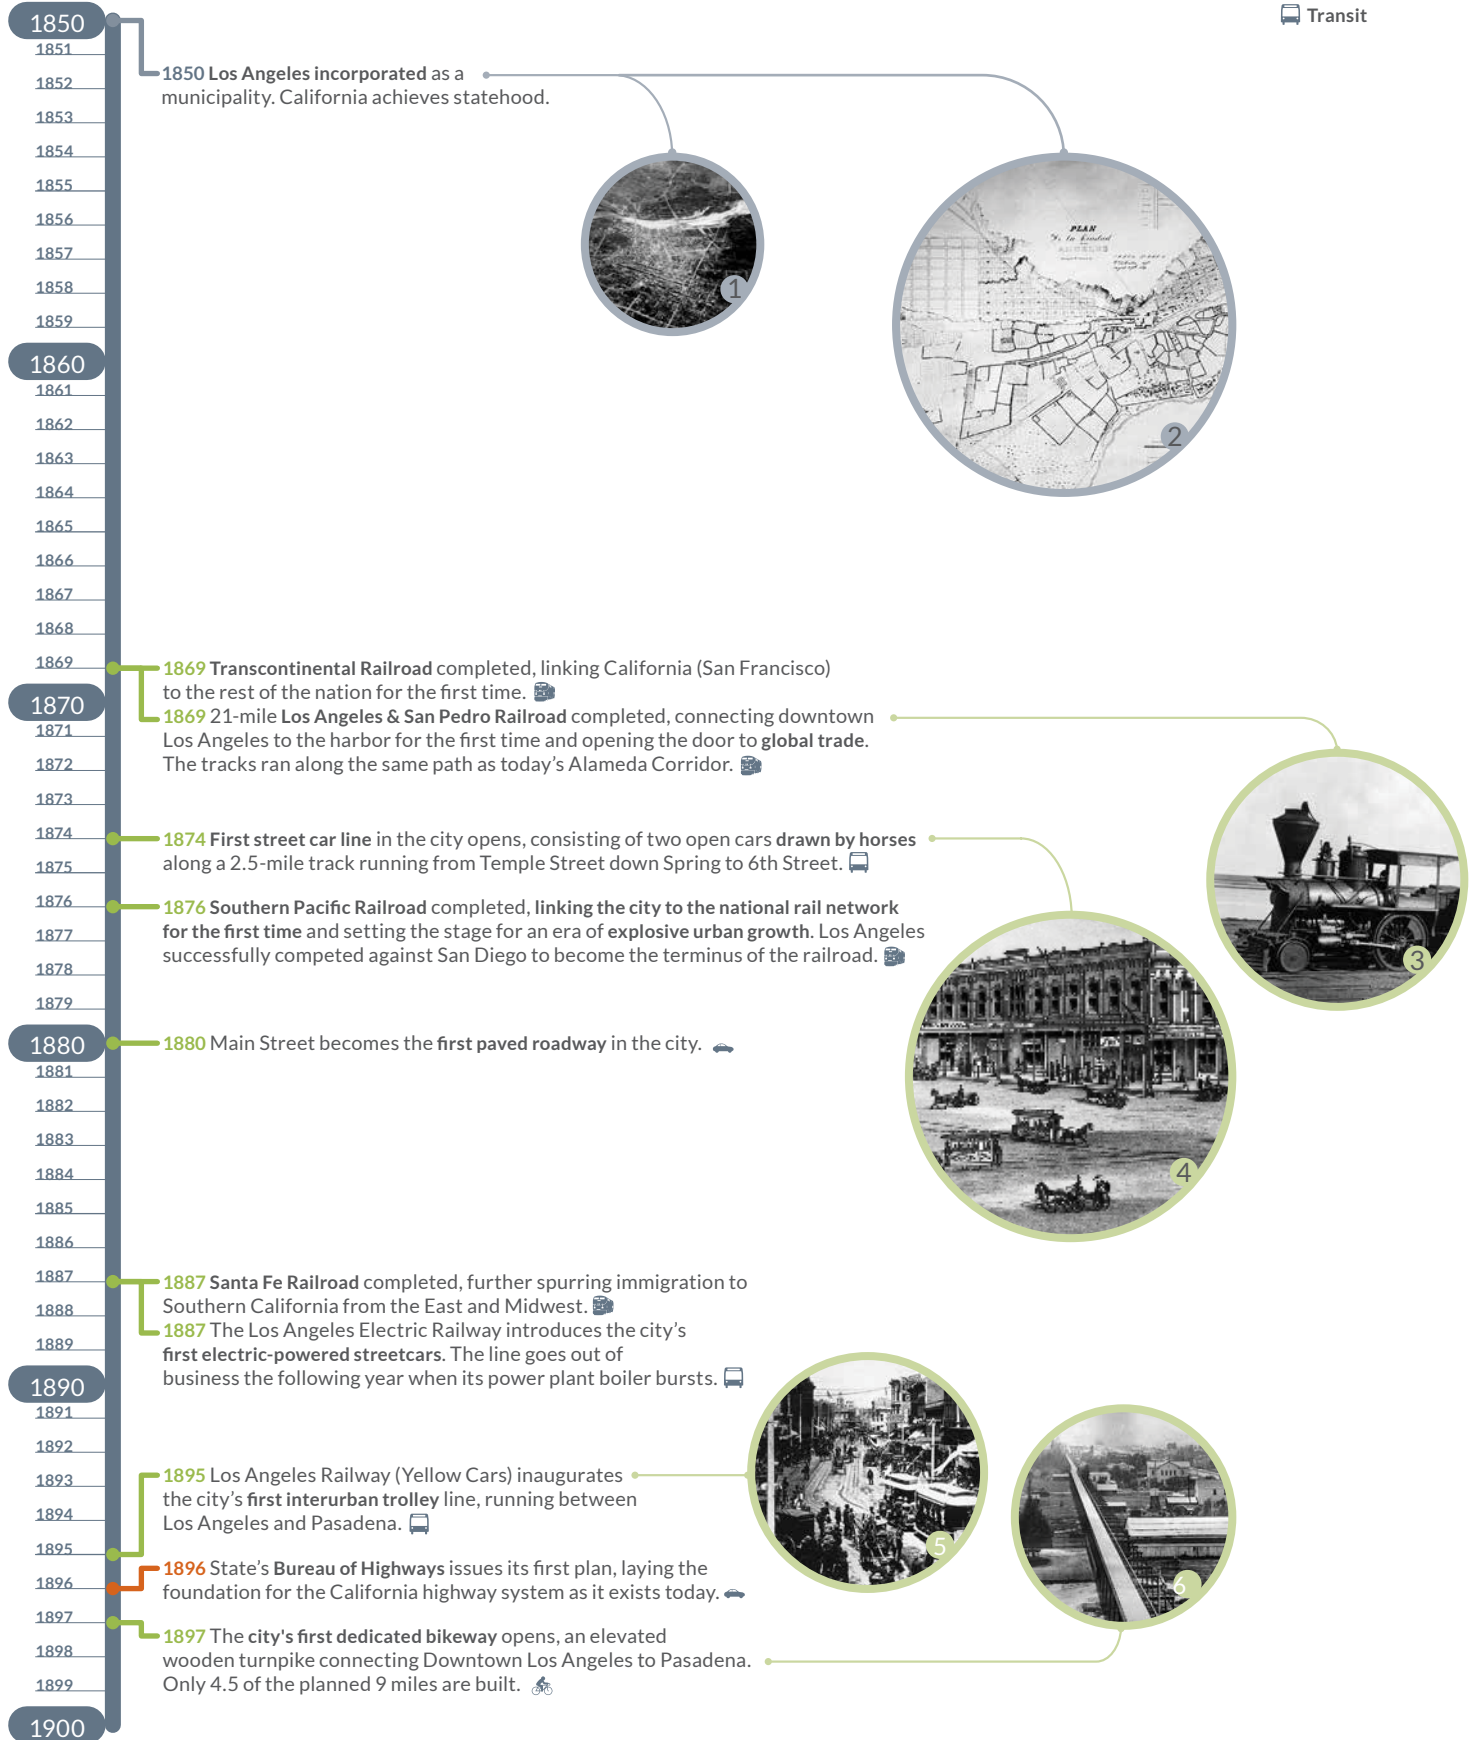 Transit
1850
1851
1852
1853
1854
1855
1856
1857
1858
1859
1860
1861
1862
1863
1864
1865
1866
1867
1868
1869
1870
1871
1872
1873
1874
1875
1876
1877
1878
1879
1880
1881
1882
1883
1884
1885
1886
1887
1888
1889
1890
1891
1892
1893
1894
1895
1896
1897
1898
1899
1900
1850 Los Angeles incorporated as a
municipality. California achieves statehood.
1
PLAN
de la Ciudad
ANGELES
2
1869 Transcontinental Railroad completed, linking California (San Francisco)
to the rest of the nation for the first time.
1869 21-mile Los Angeles & San Pedro Railroad completed, connecting downtown
Los Angeles to the harbor for the first time and opening the door to global trade.
The tracks ran along the same path as today's Alameda Corridor.
3
1874 First street car line in the city opens, consisting of two open cars drawn by horses
along a 2.5-mile track running from Temple Street down Spring to 6th Street.
4
1876 Southern Pacific Railroad completed, linking the city to the national rail network
for the first time and setting the stage for an era of explosive urban growth. Los Angeles
successfully competed against San Diego to become the terminus of the railroad.
1880 Main Street becomes the first paved roadway in the city.
1887 Santa Fe Railroad completed, further spurring immigration to
Southern California from the East and Midwest.
1887 The Los Angeles Electric Railway introduces the city's
first electric-powered streetcars. The line goes out of
business the following year when its power plant boiler bursts.
1895 Los Angeles Railway (Yellow Cars) inaugurates
the city's first interurban trolley line, running between
Los Angeles and Pasadena.
5
1896 State's Bureau of Highways issues its first plan, laying the
foundation for the California highway system as it exists today.
1897 The city's first dedicated bikeway opens, an elevated
wooden turnpike connecting Downtown Los Angeles to Pasadena.
Only 4.5 of the planned 9 miles are built.
6